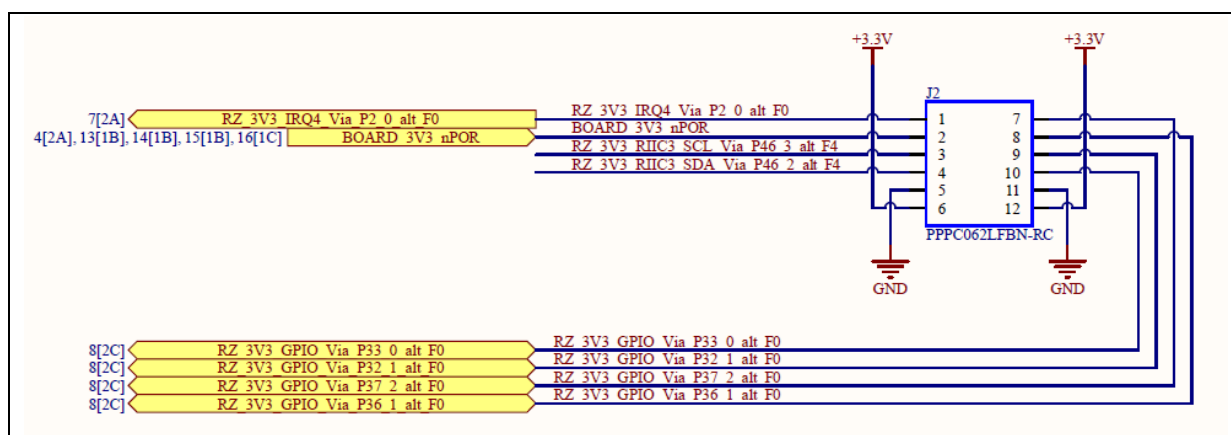 +3.3V +3.3V
J2
7[2A] RZ_3V3_IRQ4_Via_P2_0_alt_F0 RZ_3V3_IRQ4_Via_P2_0_alt_F0 1 7
4[2A], 13[1B], 14[1B], 15[1B], 16[1C] BOARD_3V3_nPOR BOARD_3V3_nPOR 2 8
RZ_3V3_RIIC3_SCL_Via_P46_3_alt_F4 3 9
RZ_3V3_RIIC3_SDA_Via_P46_2_alt_F4 4 10
5 11
6 12
PPPC062LFBN-RC
GND GND
8[2C] RZ_3V3_GPIO_Via_P33_0_alt_F0 RZ_3V3_GPIO_Via_P33_0_alt_F0
8[2C] RZ_3V3_GPIO_Via_P32_1_alt_F0 RZ_3V3_GPIO_Via_P32_1_alt_F0
8[2C] RZ_3V3_GPIO_Via_P37_2_alt_F0 RZ_3V3_GPIO_Via_P37_2_alt_F0
8[2C] RZ_3V3_GPIO_Via_P36_1_alt_F0 RZ_3V3_GPIO_Via_P36_1_alt_F0